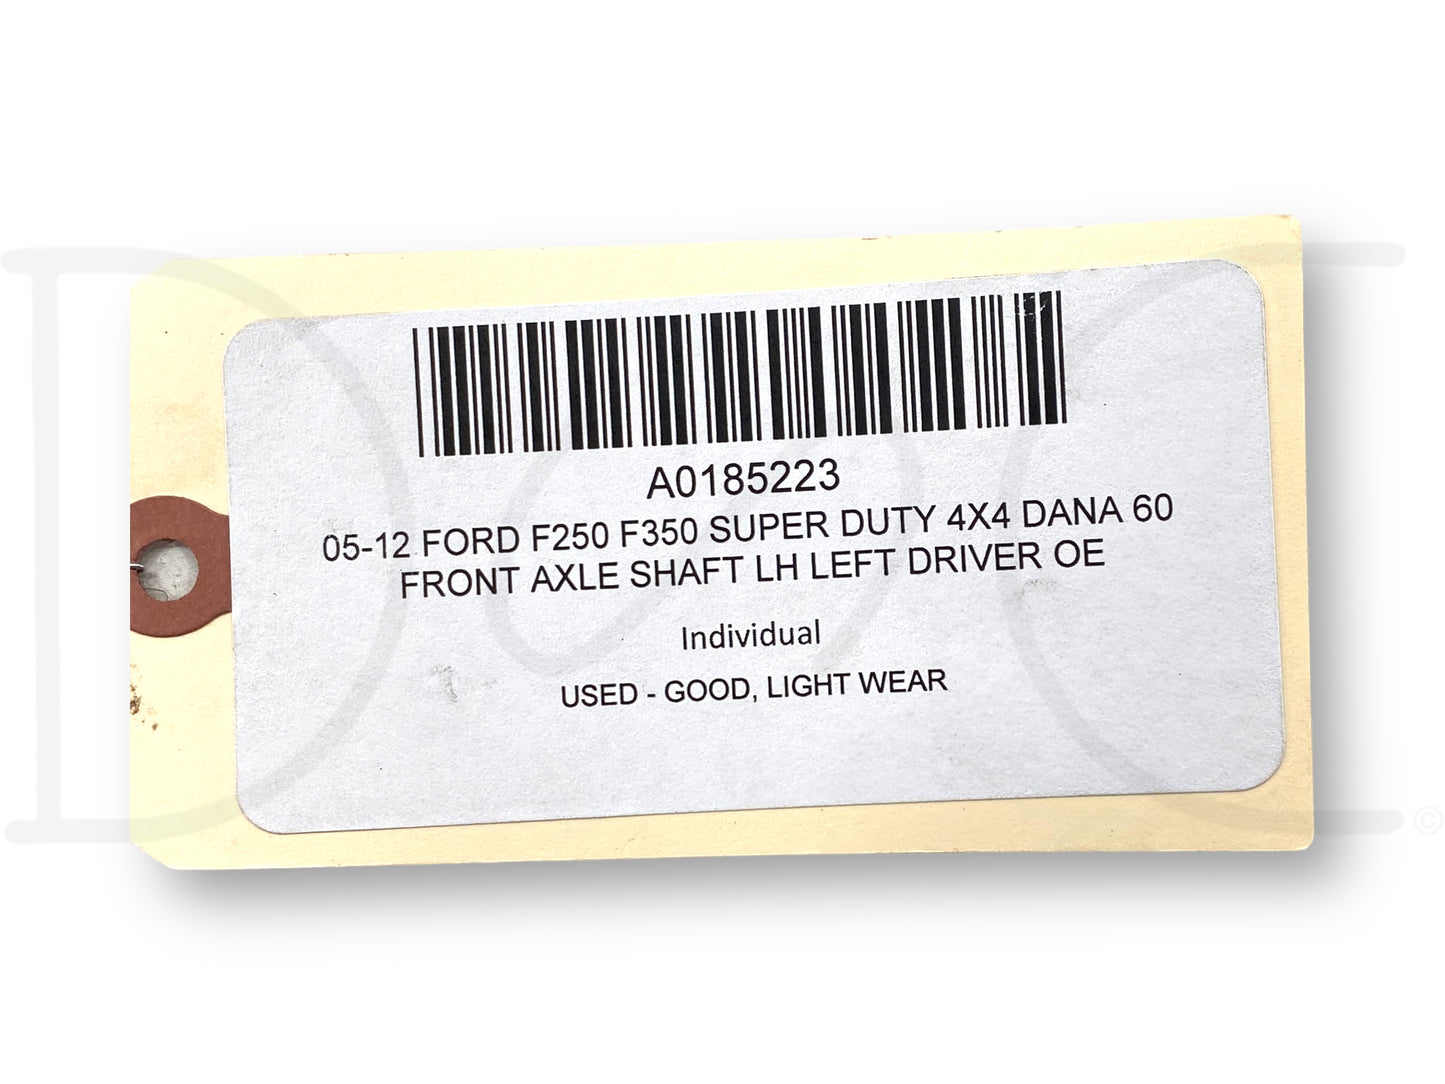 A0185223
05-12 FORD F250 F350 SUPER DUTY 4X4 DANA 60
FRONT AXLE SHAFT LH LEFT DRIVER OE
Individual
USED - GOOD, LIGHT WEAR
©